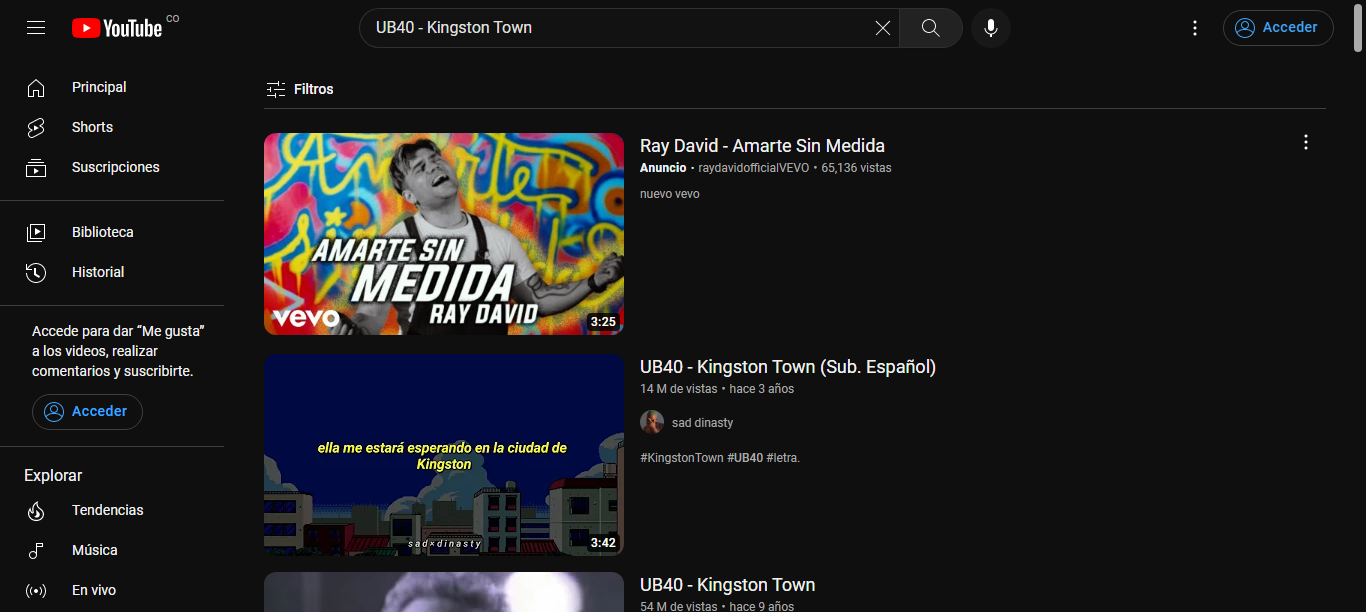 YouTube CO
UB40 - Kingston Town
Acceder
Principal
Shorts
Suscripciones
Biblioteca
Historial
Accede para dar “Me gusta”
a los videos, realizar
comentarios y suscribirte.
Acceder
Explorar
Tendencias
Música
En vivo
Filtros
AMARTE SIN
MEDIDA
RAY DAVID
vevo
3:25
Ray David - Amarte Sin Medida
Anuncio • raydavidofficialVEVO • 65,136 vistas
nuevo vevo
ella me estará esperando en la ciudad de
Kingston
sad×dinasty
3:42
UB40 - Kingston Town (Sub. Español)
14 M de vistas • hace 3 años
sad dinasty
#KingstonTown #UB40 #letra.
UB40 - Kingston Town
54 M de vistas • hace 9 años